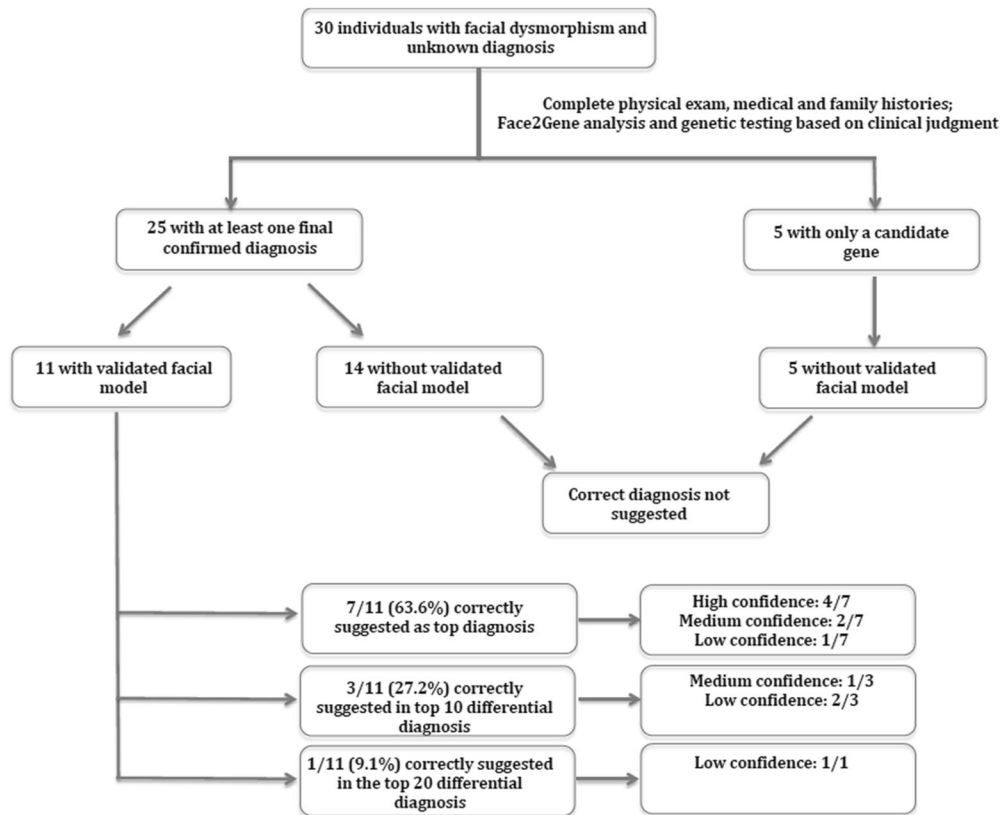 30 individuals with facial dysmorphism and
unknown diagnosis
Complete physical exam, medical and family histories;
Face2Gene analysis and genetic testing based on clinical judgment
25 with at least one final
confirmed diagnosis
5 with only a candidate
gene
11 with validated facial
model
14 without validated
facial model
5 without validated
facial model
Correct diagnosis not
suggested
7/11 (63.6%) correctly
suggested as top diagnosis
High confidence: 4/7
Medium confidence: 2/7
Low confidence: 1/7
3/11 (27.2%) correctly
suggested in top 10 differential
diagnosis
Medium confidence: 1/3
Low confidence: 2/3
1/11 (9.1%) correctly suggested
in the top 20 differential
diagnosis
Low confidence: 1/1